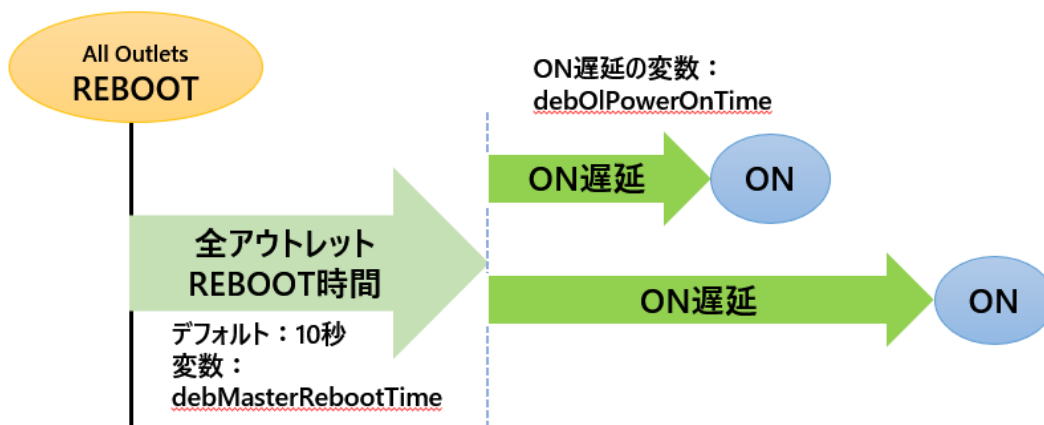 All Outlets
REBOOT
ON遅延の変数：
debOlPowerOnTime
ON遅延
ON
全アウトレット
REBOOT時間
ON遅延
ON
デフォルト：10秒
変数：
debMasterRebootTime